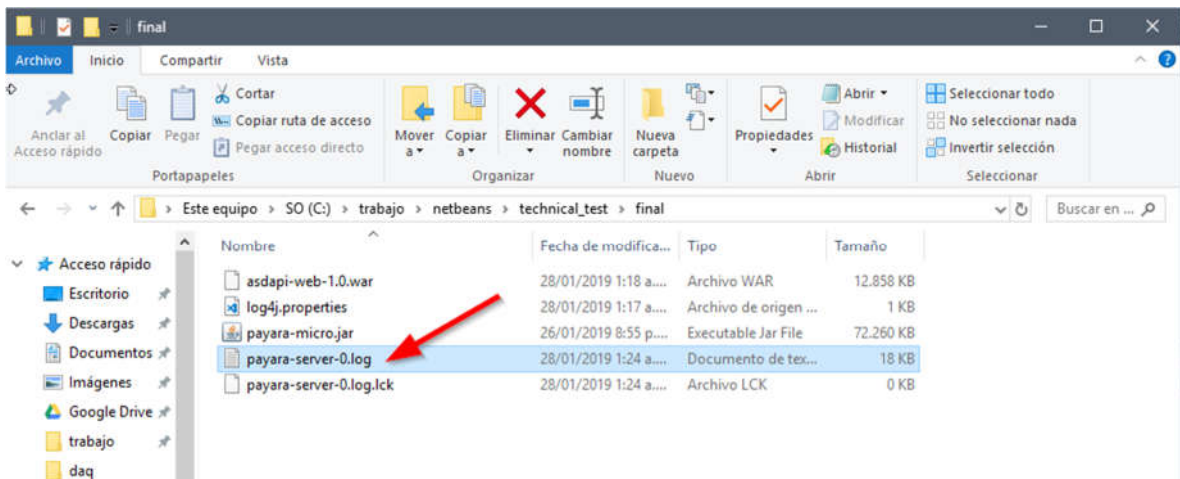 final
Archivo Inicio Compartir Vista
Anclar al
Acceso rápido
Copiar
Pegar
Cortar
Copiar ruta de acceso
Pegar acceso directo
Portapapeles
Mover
a
Copiar
a
Eliminar
Cambiar
nombre
Organizar
Nueva
carpeta
Nuevo
Propiedades
Abrir
Modificar
Historial
Abrir
Seleccionar todo
No seleccionar nada
Invertir selección
Seleccionar
Este equipo > SO (C:) > trabajo > netbeans > technical_test > final
Buscar en ...
Acceso rápido
Escritorio
Descargas
Documentos
Imágenes
Google Drive
trabajo
daq
Nombre Fecha de modifica... Tipo Tamaño
asdapi-web-1.0.war 28/01/2019 1:18 a.... Archivo WAR 12.858 KB
log4j.properties 28/01/2019 1:17 a.... Archivo de origen ... 1 KB
payara-micro.jar 26/01/2019 8:55 p.... Executable Jar File 72.260 KB
payara-server-0.log 28/01/2019 1:24 a.... Documento de tex... 18 KB
payara-server-0.log.lck 28/01/2019 1:24 a.... Archivo LCK 0 KB